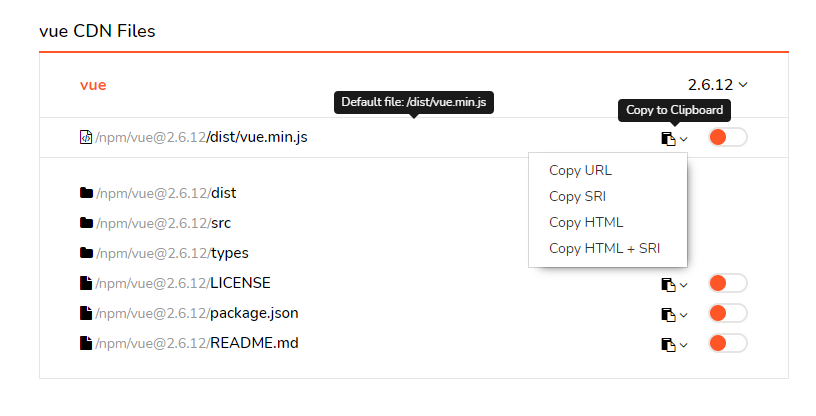 vue CDN Files
vue
2.6.12
Default file: /dist/vue.min.js
Copy to Clipboard
/npm/vue@2.6.12/dist/vue.min.js
Copy URL
Copy SRI
Copy HTML
Copy HTML + SRI
/npm/vue@2.6.12/dist
/npm/vue@2.6.12/src
/npm/vue@2.6.12/types
/npm/vue@2.6.12/LICENSE
/npm/vue@2.6.12/package.json
/npm/vue@2.6.12/README.md